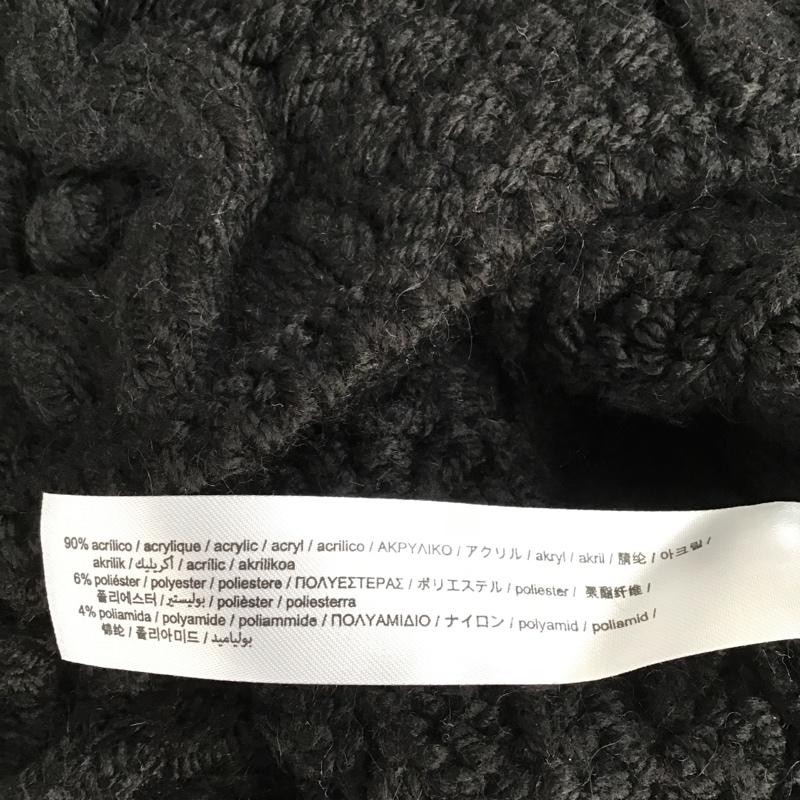 90% acrílico / acrylique / acrylic / acryl / acrilico / ΑΚΡΥΛΙΚΟ / アクリル / akryl / akril / 腈纶 / 아크릴 /
akrilik / أكريليك / acrílic / akrilikoa
6% poliéster / polyester / poliestere / ΠΟΛΥΕΣΤΕΡΑΣ / ポリエステル / poliester / 聚酯纤维 /
폴리에스터 / بوليستير / polièster / poliesterra
4% poliamida / polyamide / poliammide / ΠΟΛΥΑΜΙΔΙΟ / ナイロン / polyamid / poliamid /
锦纶 / 폴리아미드 / بولياميد